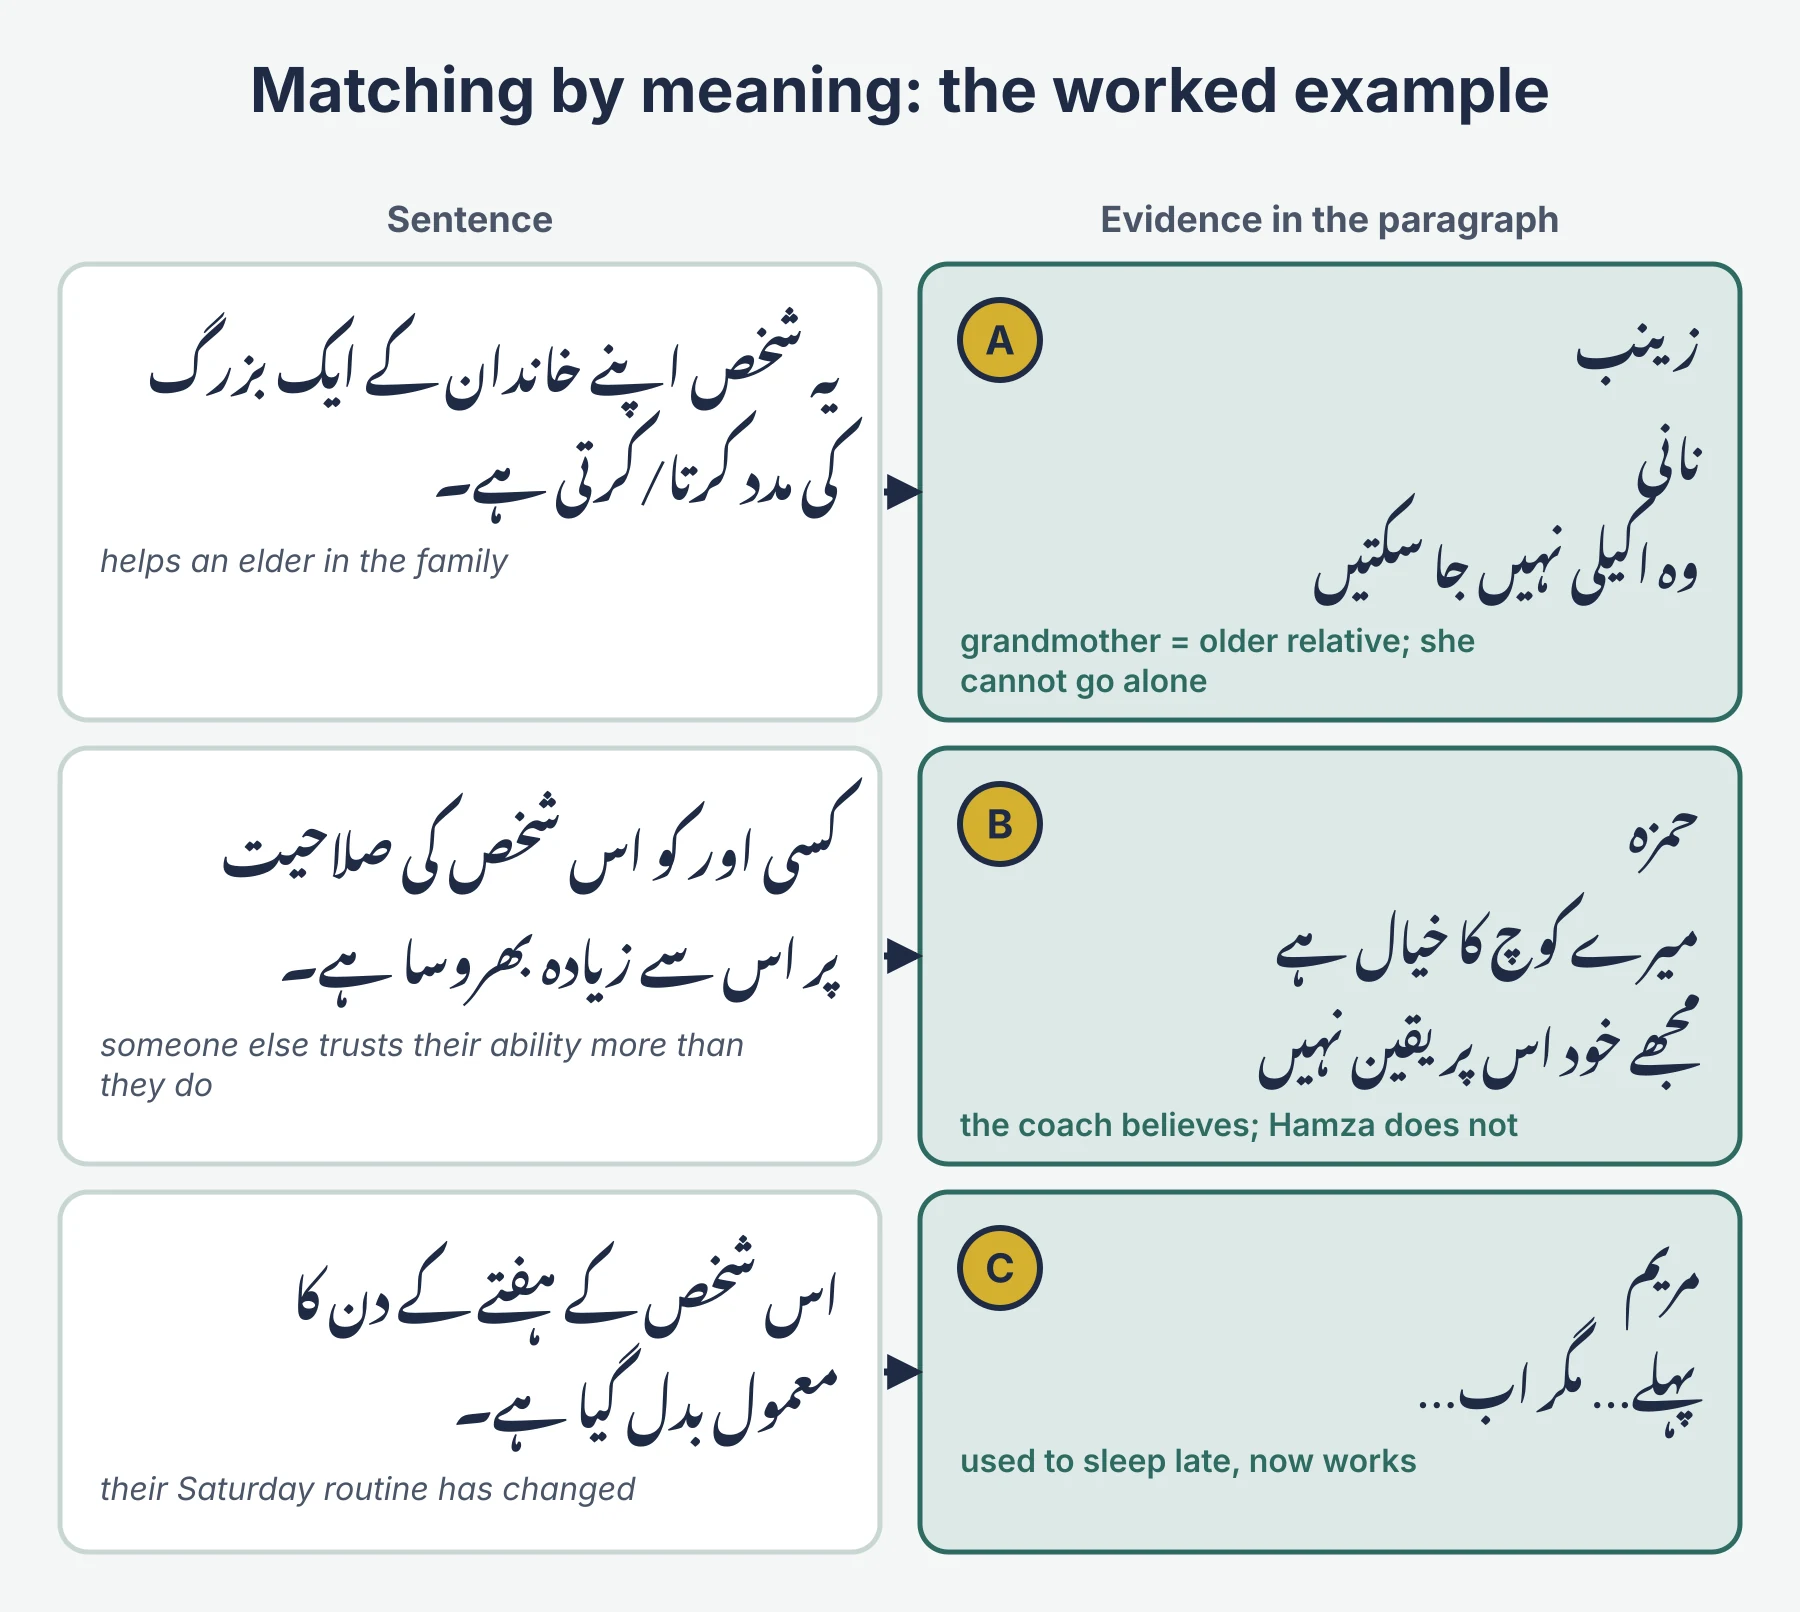 Matching by meaning: the worked example
Sentence
Evidence in the paragraph
یہ شخص اپنے خاندان کے ایک بزرگ
کی مدد کرتا/کرتی ہے۔
helps an elder in the family
A
زینب
نانی
وہ اکیلی نہیں جا سکتیں
grandmother = older relative; she
cannot go alone
کسی اور کو اس شخص کی صلاحیت
پر اس سے زیادہ بھروسا ہے۔
someone else trusts their ability more than
they do
B
حمزہ
میرے کوچ کا خیال ہے
مجھے خود اس پر یقین نہیں
the coach believes; Hamza does not
اس شخص کے ہفتے کے دن کا
معمول بدل گیا ہے۔
their Saturday routine has changed
C
مریم
پہلے... مگر اب...
used to sleep late, now works